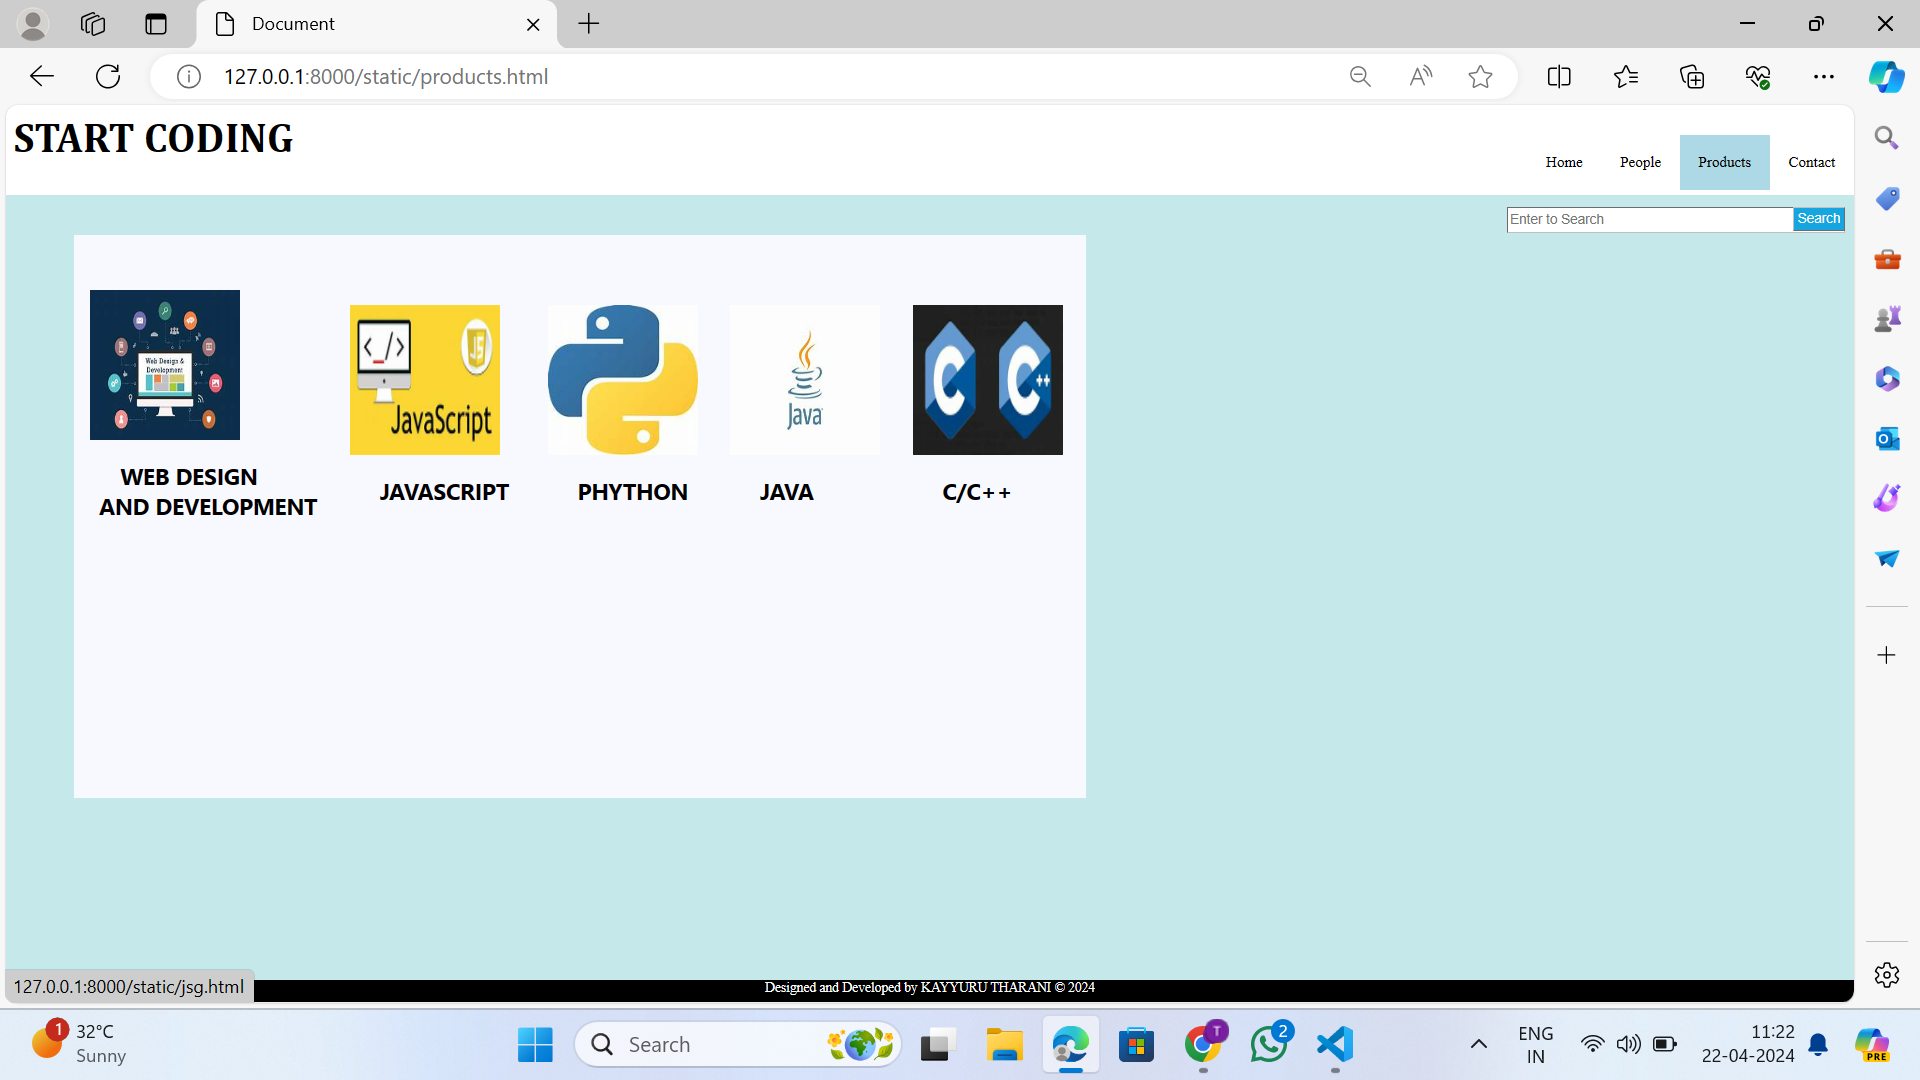 Document
127.0.0.1:8000/static/products.html
START CODING
Home People Products Contact
Enter to Search Search
Web Design &
Development
JS
JavaScript
Java
C C++
WEB DESIGN
AND DEVELOPMENT
JAVASCRIPT
PHYTHON
JAVA
C/C++
127.0.0.1:8000/static/jsg.html
Designed and Developed by KAYYURU THARANI © 2024
1
32°C
Sunny
Search
T
2
ENG
IN
11:22
22-04-2024
PRE